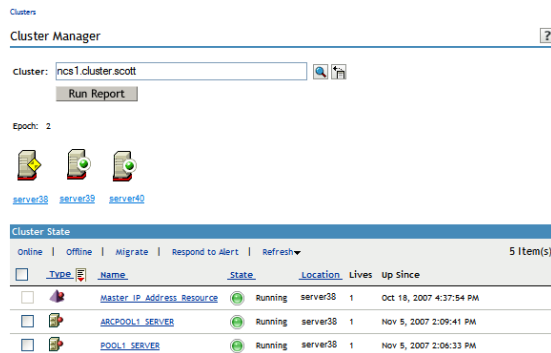 Clusters
Cluster Manager
?
Cluster: ncs1.cluster.scott
Run Report
Epoch: 2
server38 server39 server40
Cluster State
Online | Offline | Migrate | Respond to Alert | Refresh 5 Item(s)
Type Name State Location Lives Up Since
Master IP Address Resource Running server38 1 Oct 18, 2007 4:37:54 PM
ARCPOOL1 SERVER Running server38 1 Nov 5, 2007 2:09:41 PM
POOL1 SERVER Running server38 1 Nov 5, 2007 2:06:33 PM